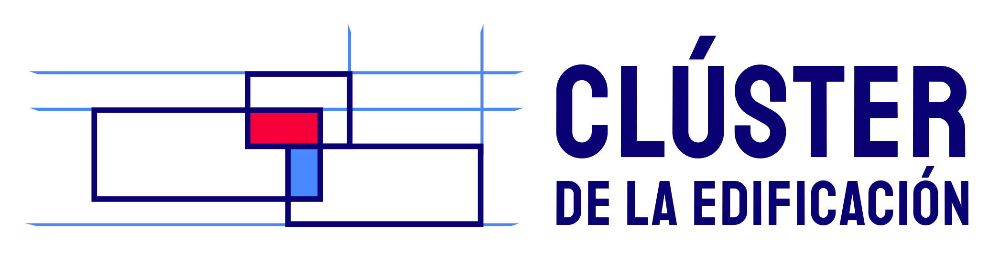 CLÚSTER
DE LA EDIFICACIÓN